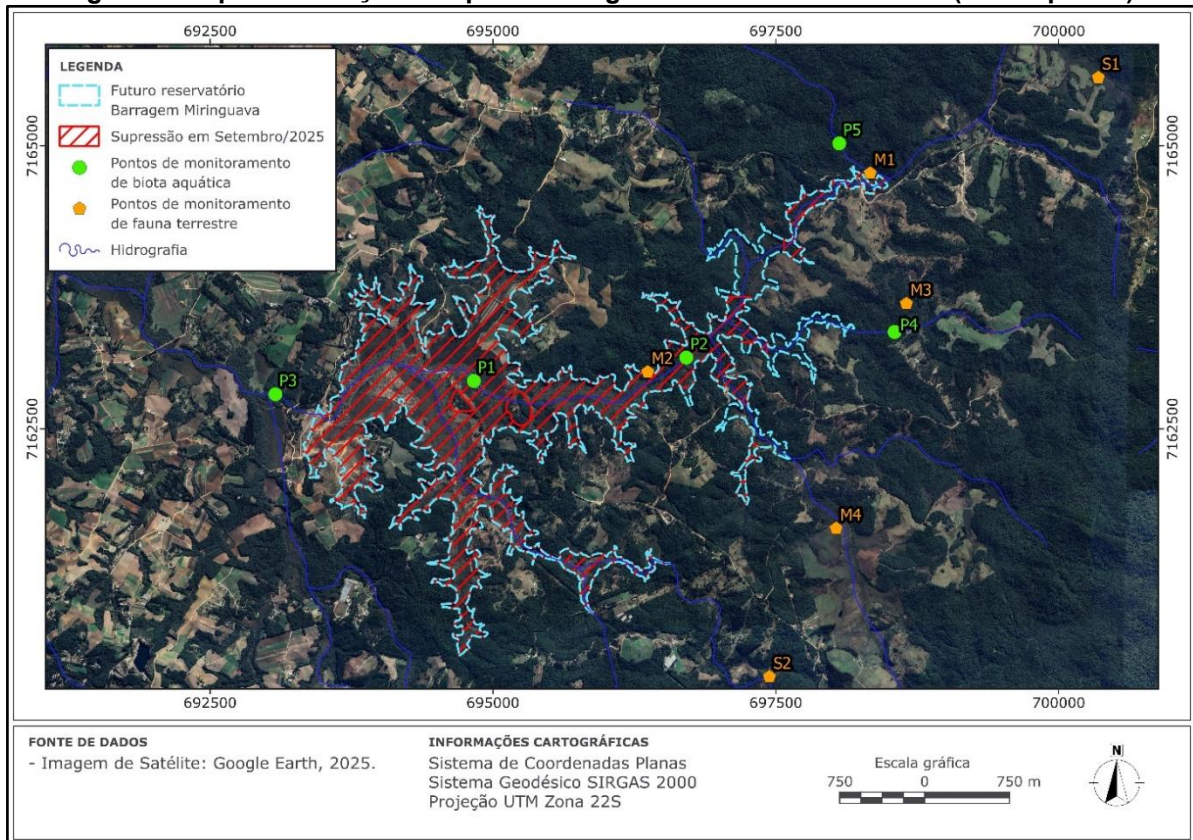 692500 695000 697500 700000
LEGENDA
Futuro reservatório
Barragem Miringuava
Supressão em Setembro/2025
Pontos de monitoramento
de biota aquática
Pontos de monitoramento
de fauna terrestre
Hidrografia
S1
7165000 7165000
P5
M1
M3
P4
P2
M2
P1
P3
7162500 7162500
M4
S2
692500 695000 697500 700000
FONTE DE DADOS
- Imagem de Satélite: Google Earth, 2025.
INFORMAÇÕES CARTOGRÁFICAS
Sistema de Coordenadas Planas
Sistema Geodésico SIRGAS 2000
Projeção UTM Zona 22S
Escala gráfica
750 0 750 m
N